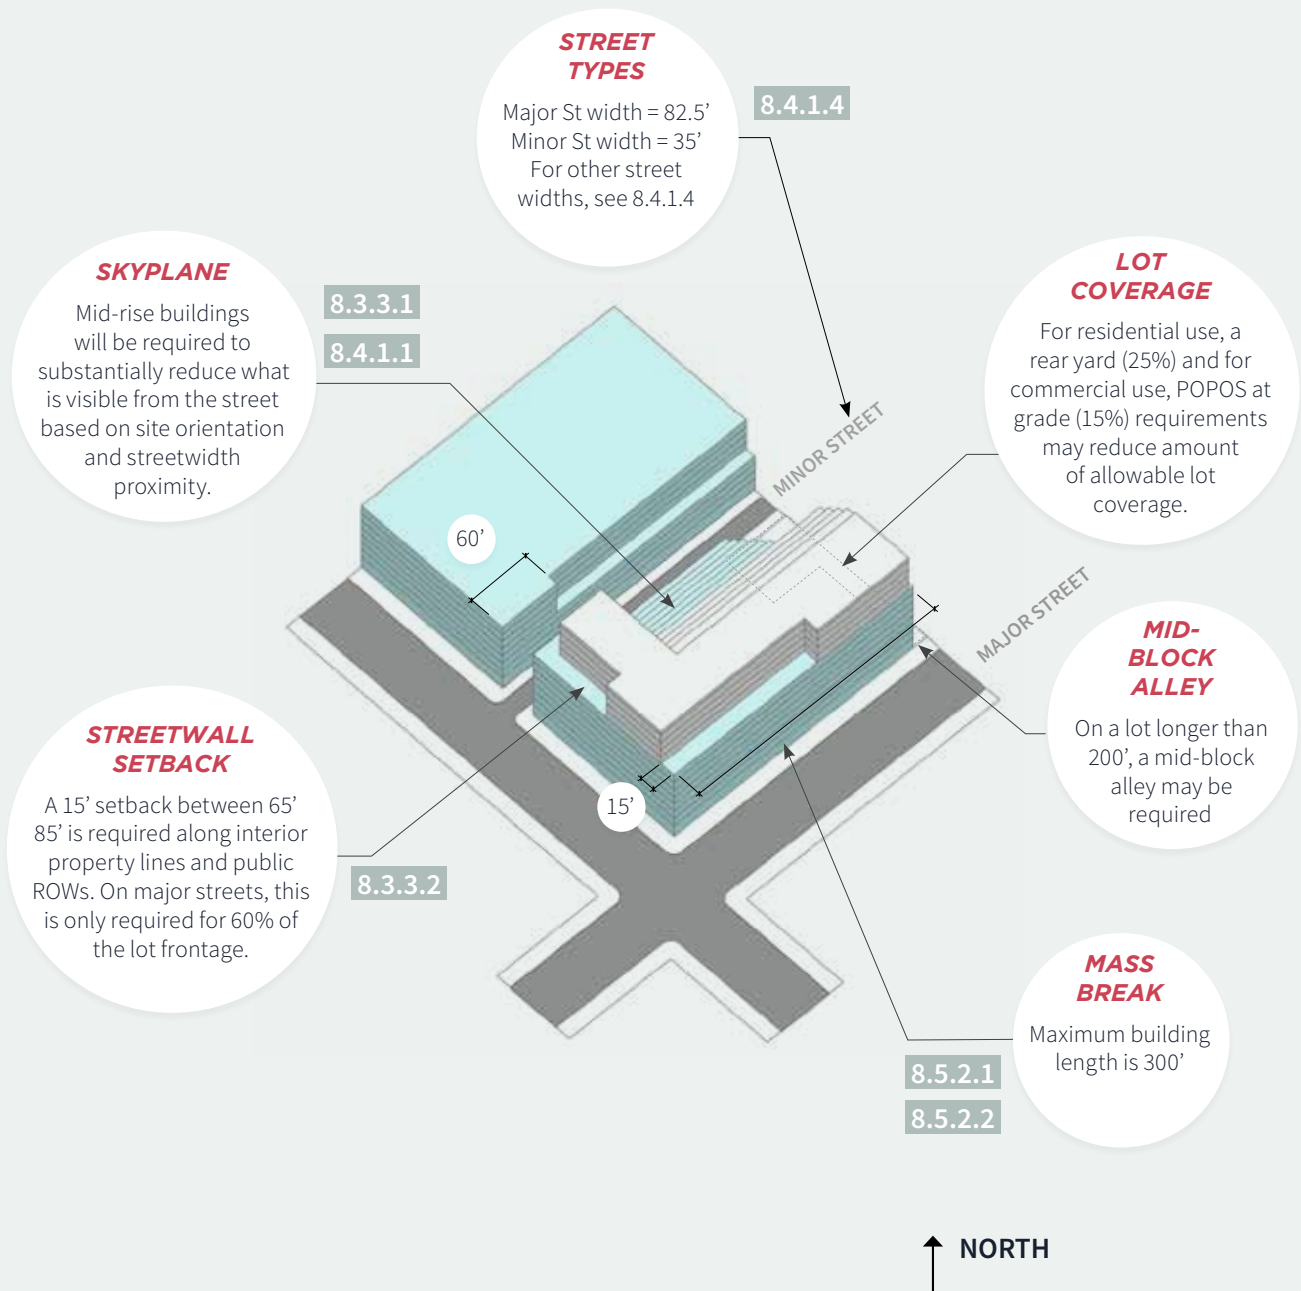 STREET
TYPES
Major St width = 82.5’
Minor St width = 35’
For other street
widths, see 8.4.1.4
8.4.1.4
SKYPLANE
Mid-rise buildings
will be required to
substantially reduce what
is visible from the street
based on site orientation
and streetwidth
proximity.
8.3.3.1
8.4.1.1
LOT
COVERAGE
For residential use, a
rear yard (25%) and for
commercial use, POPOS at
grade (15%) requirements
may reduce amount
of allowable lot
coverage.
MINOR STREET
60’
MAJOR STREET
MID-
BLOCK
ALLEY
On a lot longer than
200’, a mid-block
alley may be
required
STREETWALL
SETBACK
A 15’ setback between 65’
85’ is required along interior
property lines and public
ROWs. On major streets, this
is only required for 60% of
the lot frontage.
8.3.3.2
15’
MASS
BREAK
Maximum building
length is 300’
8.5.2.1
8.5.2.2
NORTH